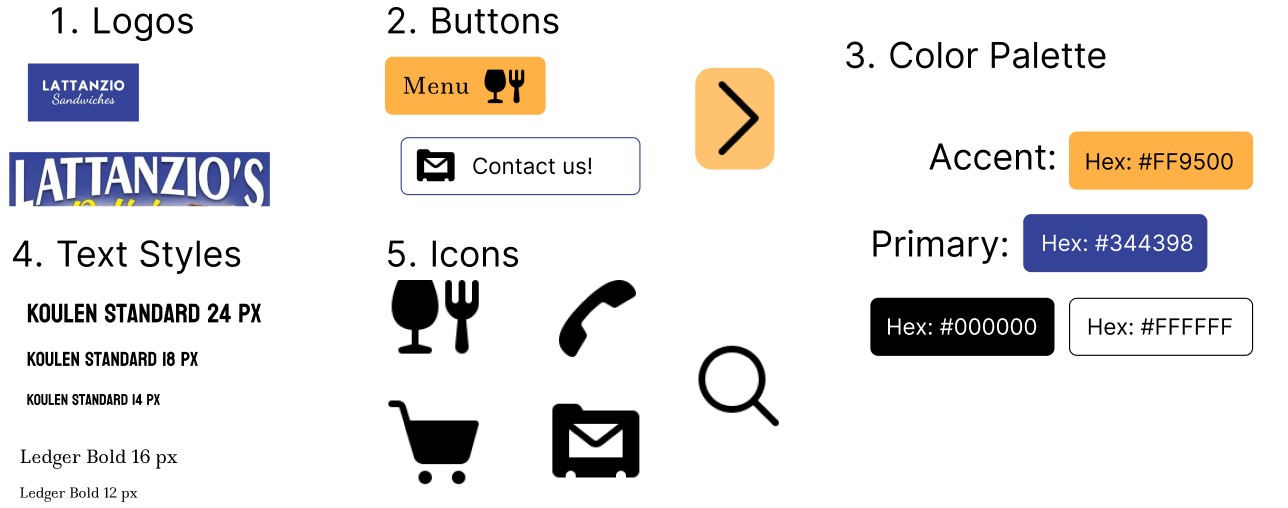 1. Logos
LATTANZIO
Sandwiches
LATTANZIO'S
2. Buttons
Menu
Contact us!
3. Color Palette
Accent: Hex: #FF9500
Primary: Hex: #344398
Hex: #000000 Hex: #FFFFFF
4. Text Styles
KOULEN STANDARD 24 PX
KOULEN STANDARD 18 PX
KOULEN STANDARD 14 PX
Ledger Bold 16 px
Ledger Bold 12 px
5. Icons